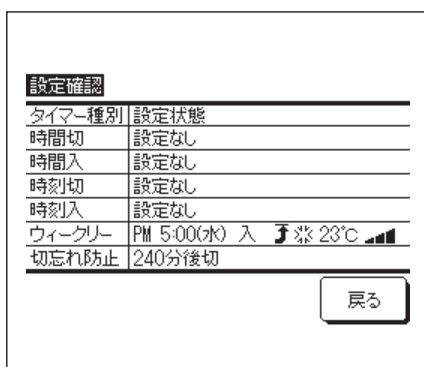 設定確認
タイマー種別 設定状態
時間切 設定なし
時間入 設定なし
時刻切 設定なし
時刻入 設定なし
ウィークリー PM 5:00(水) 入 23℃
切忘れ防止 240分後切
戻る